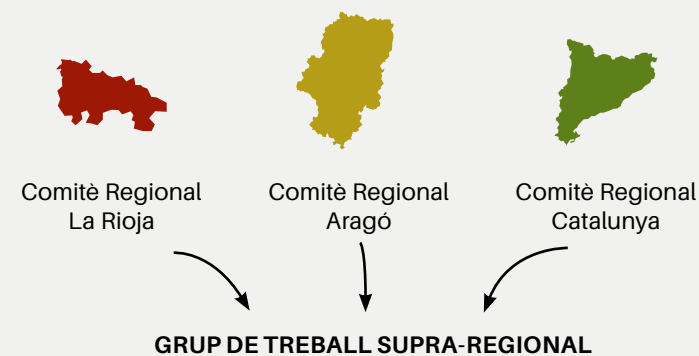 Comitè Regional
La Rioja
Comitè Regional
Aragó
Comitè Regional
Catalunya
GRUP DE TREBALL SUPRA-REGIONAL